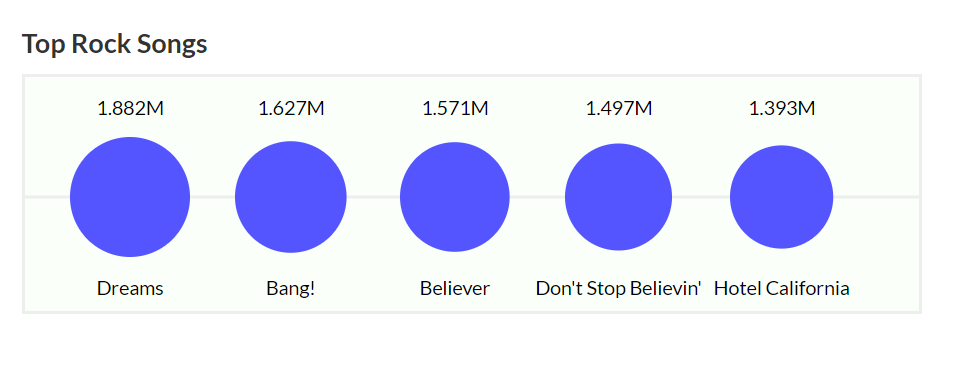 Top Rock Songs
1.882M 1.627M 1.571M 1.497M 1.393M
Dreams Bang! Believer Don't Stop Believin' Hotel California